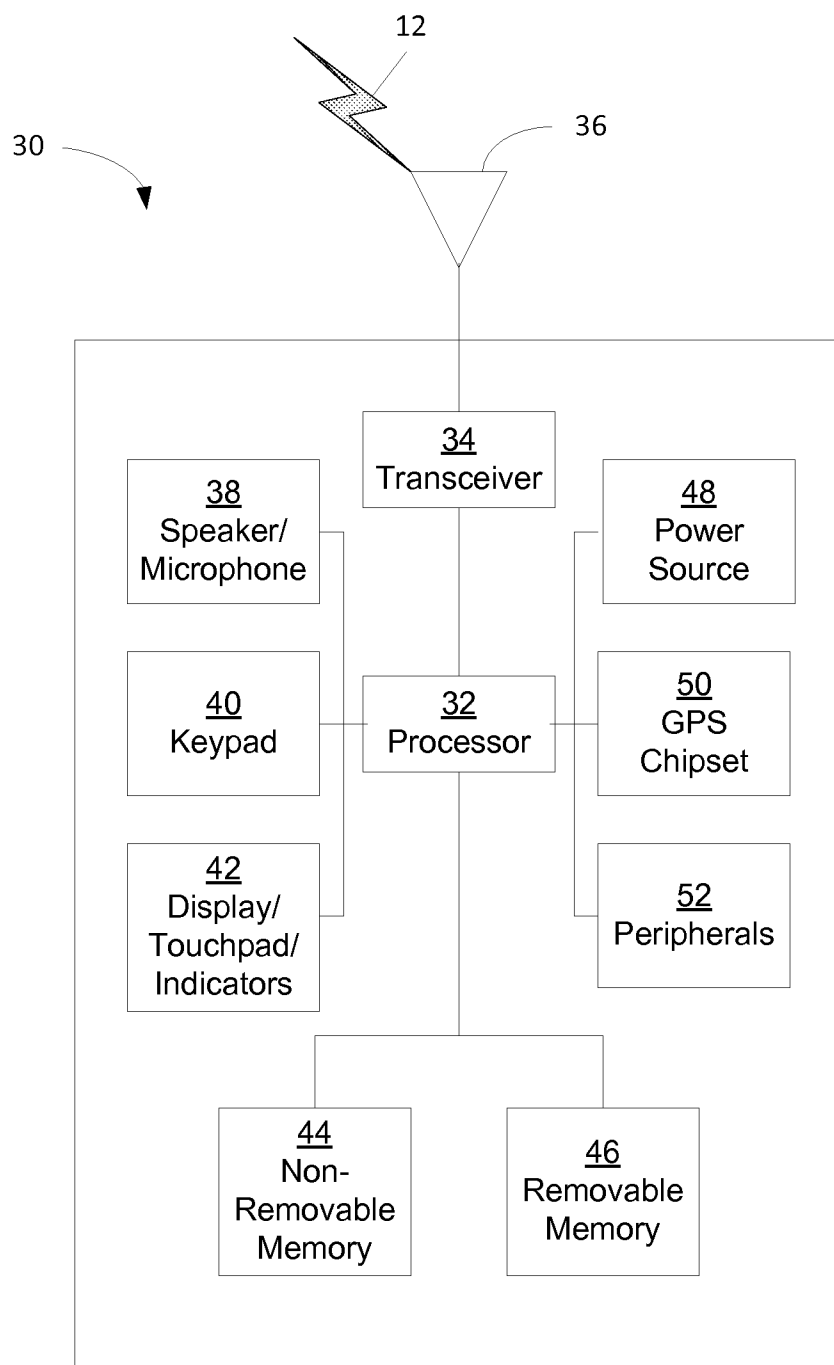 12
36
30
34
Transceiver
38
Speaker/
Microphone
48
Power
Source
40
Keypad
32
Processor
50
GPS
Chipset
42
Display/
Touchpad/
Indicators
52
Peripherals
44
Non-
Removable
Memory
46
Removable
Memory